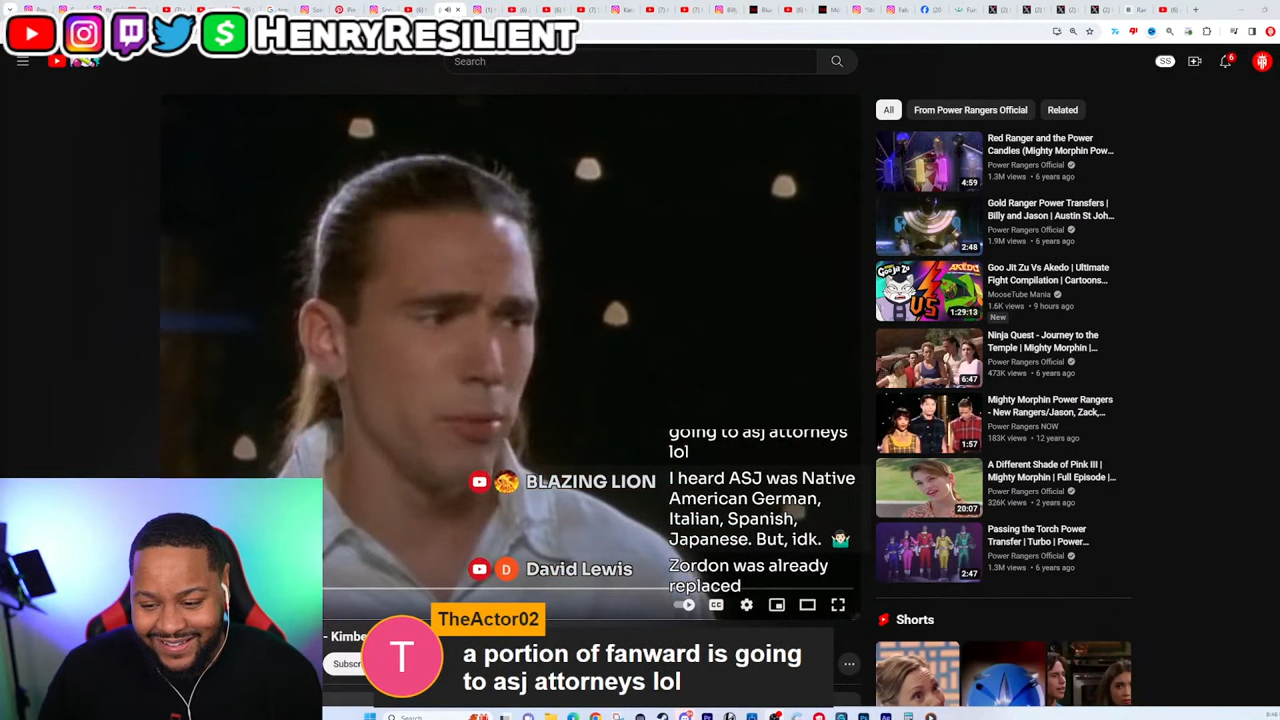 HENRYRESILIENT
Search
SS
6
All
From Power Rangers Official
Related
Red Ranger and the Power
Candles (Mighty Morphin Pow...
Power Rangers Official
1.3M views • 6 years ago
4:59
Gold Ranger Power Transfers |
Billy and Jason | Austin St Joh...
Power Rangers Official
1.9M views • 6 years ago
2:48
Goo Jit Zu Vs Akedo | Ultimate
Fight Compilation | Cartoons...
MooseTube Mania
1.6K views • 9 hours ago
New
1:29:13
Ninja Quest - Journey to the
Temple | Mighty Morphin |...
Power Rangers Official
473K views • 6 years ago
6:47
Mighty Morphin Power Rangers
- New Rangers/Jason, Zack,...
Power Rangers NOW
183K views • 12 years ago
1:57
A Different Shade of Pink III |
Mighty Morphin | Full Episode |...
Power Rangers Official
326K views • 2 years ago
20:07
Passing the Torch Power
Transfer | Turbo | Power...
Power Rangers Official
1.3M views • 6 years ago
2:47
Shorts
going to asj attorneys
lol
BLAZING LION
I heard ASJ was Native
American German,
Italian, Spanish,
Japanese. But, idk.
D
David Lewis
Zordon was already
replaced
- Kimbe
Subscr
T
TheActor02
a portion of fanward is going
to asj attorneys lol
Search